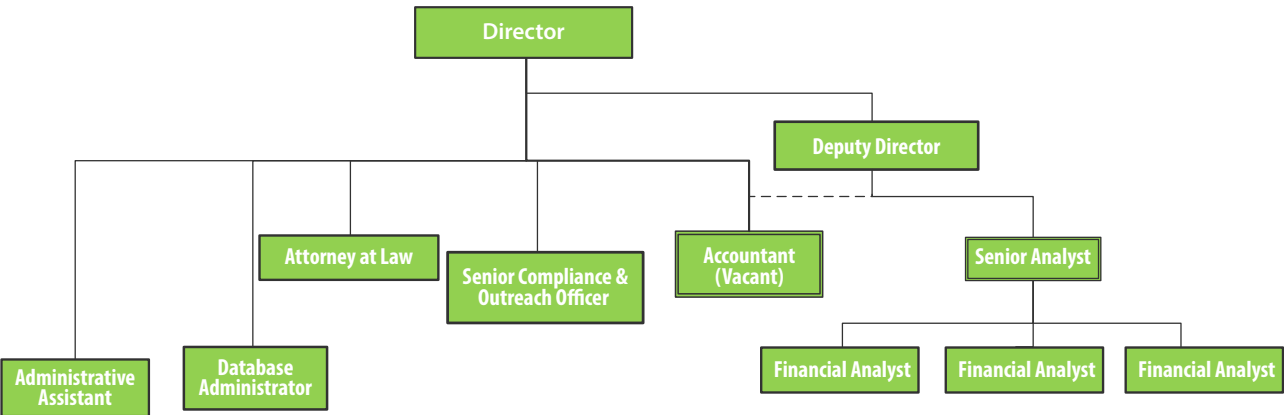 Director
Deputy Director
Attorney at Law
Senior Compliance &
Outreach Officer
Accountant
(Vacant)
Senior Analyst
Administrative
Assistant
Database
Administrator
Financial Analyst
Financial Analyst
Financial Analyst